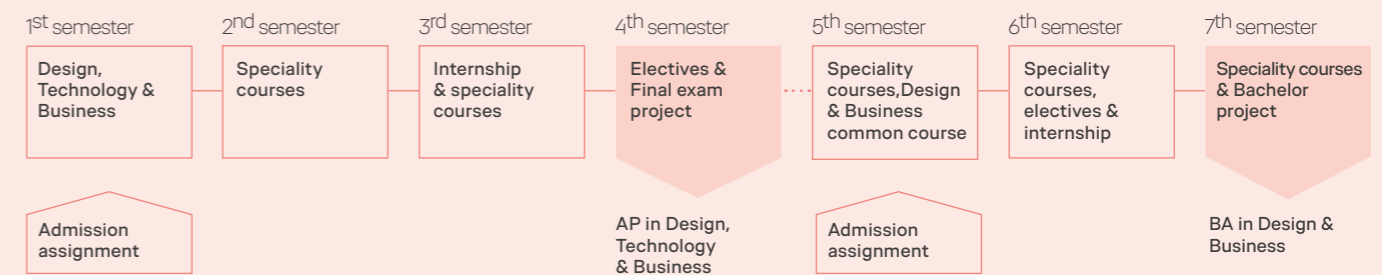 1st semester
Design,
Technology &
Business
Admission
assignment
2nd semester
Speciality
courses
3rd semester
Internship
& speciality
courses
4th semester
Electives &
Final exam
project
AP in Design,
Technology
& Business
5th semester
Speciality
courses,Design
& Business
common course
Admission
assignment
6th semester
Speciality
courses,
electives &
internship
7th semester
Speciality courses
& Bachelor
project
BA in Design &
Business